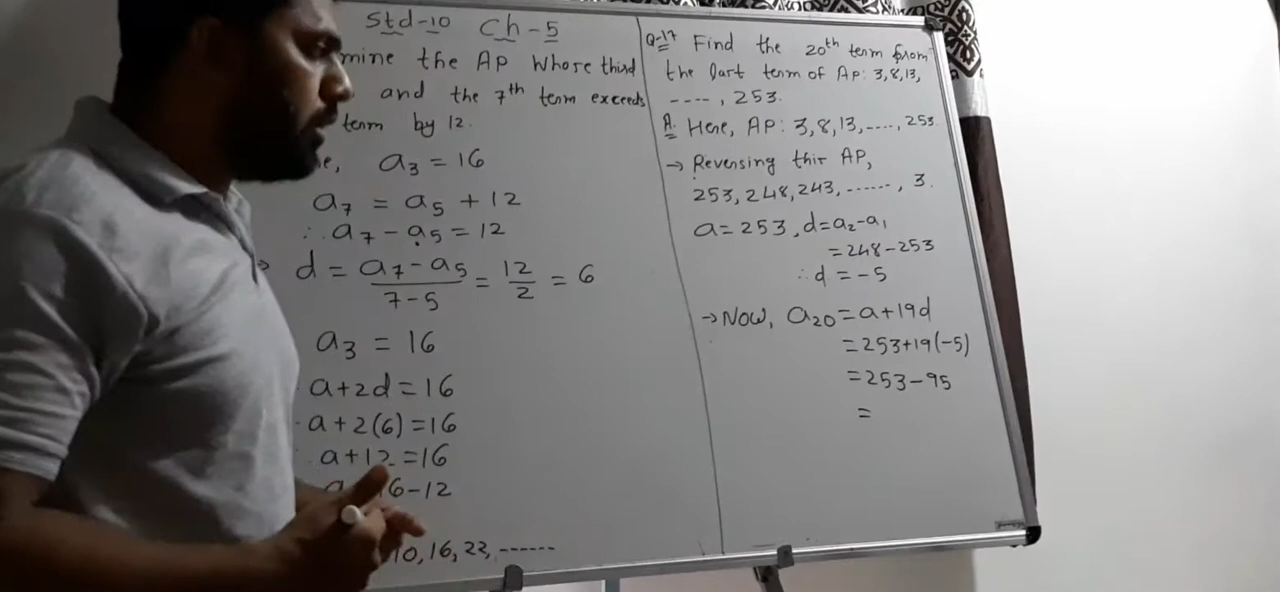 Std-10 Ch-5
mine the AP whose third
and the 7th term exceeds
term by 12.
a3 = 16
a7 = a5 + 12
∴ a7 - a5 = 12
d = a7 - a5 / 7-5 = 12/2 = 6
a3 = 16
a+2d = 16
a+2(6) = 16
a+12 = 16
6-12
10, 16, 22, ------
Q-17 Find the 20th term from
the last term of AP: 3,8,13,
----, 253.
A. Here, AP: 3,8,13,----, 253
→ Reversing this AP,
253, 248, 243, ------, 3.
a = 253, d = a2-a1
= 248-253
∴ d = -5
→ Now, a20 = a+19d
= 253+19(-5)
= 253-95
=